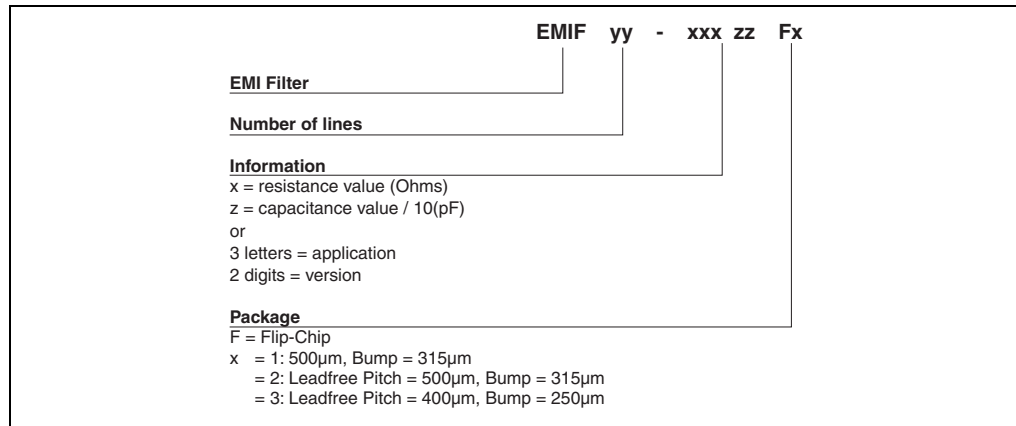 EMIF yy - xxx zz Fx
EMI Filter
Number of lines
Information
x = resistance value (Ohms)
z = capacitance value / 10(pF)
or
3 letters = application
2 digits = version
Package
F = Flip-Chip
x = 1: 500µm, Bump = 315µm
= 2: Leadfree Pitch = 500µm, Bump = 315µm
= 3: Leadfree Pitch = 400µm, Bump = 250µm